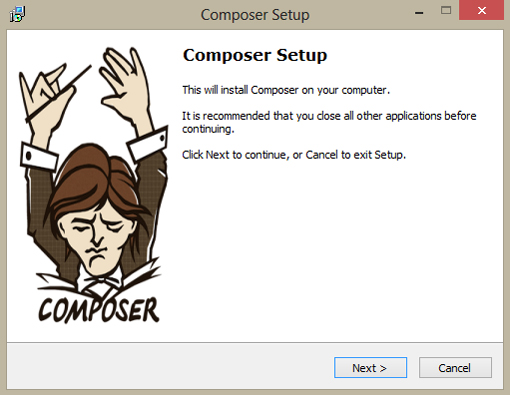 Composer Setup
Composer Setup
This will install Composer on your computer.
It is recommended that you close all other applications before
continuing.
Click Next to continue, or Cancel to exit Setup.
COMPOSER
Next >
Cancel